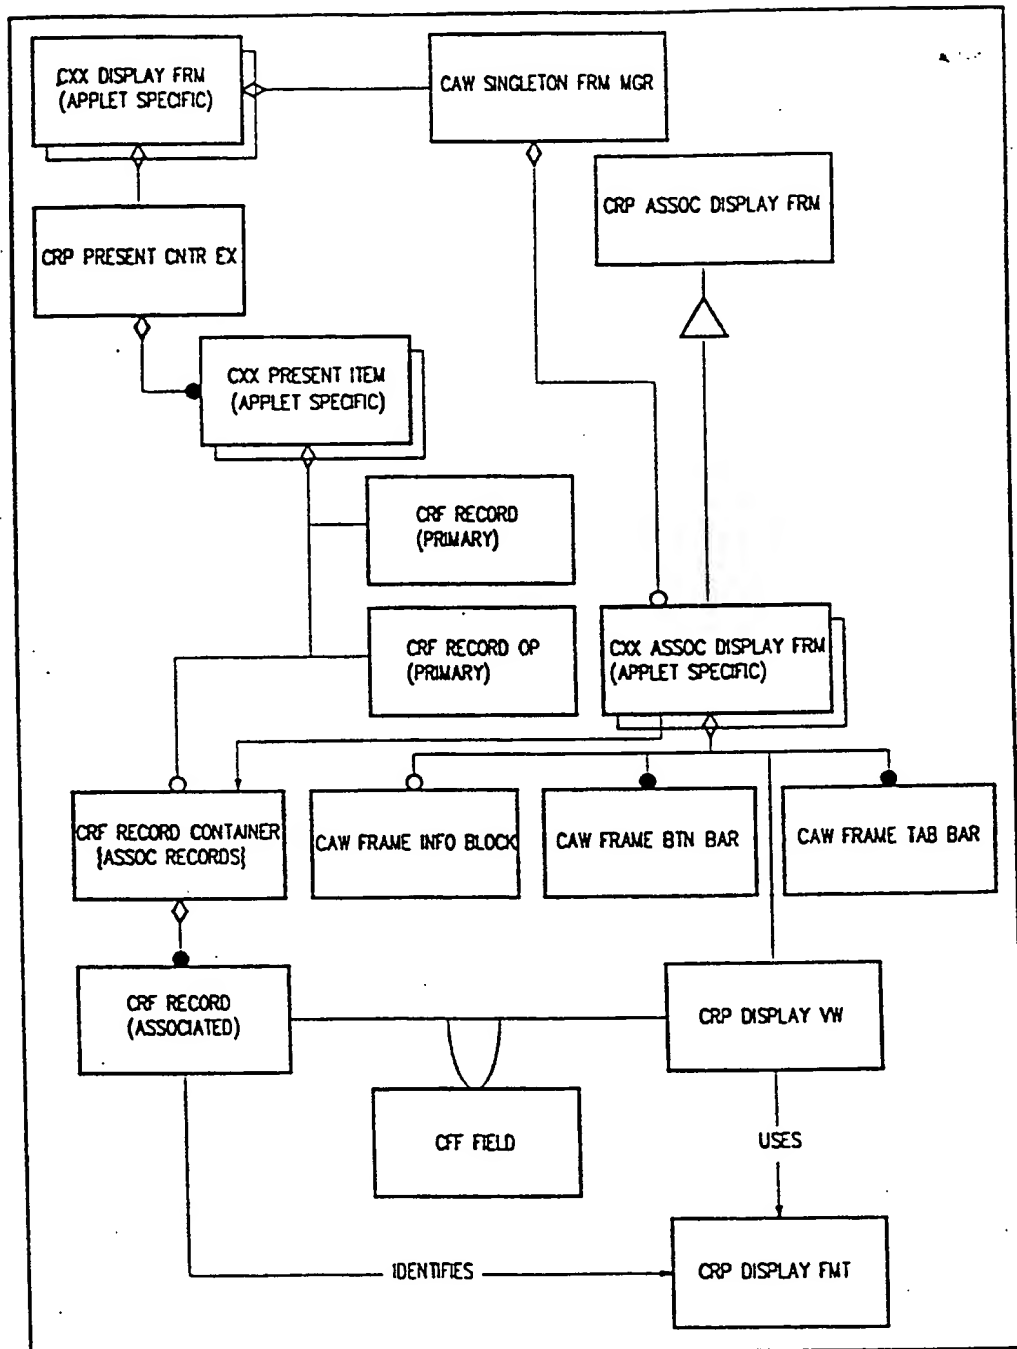 CXX DISPLAY FRM
(APPLET SPECIFIC)
CAW SINGLETON FRM MGR
CRP ASSOC DISPLAY FRM
CRP PRESENT CNTR EX
CXX PRESENT ITEM
(APPLET SPECIFIC)
CRF RECORD
(PRIMARY)
CRF RECORD OP
(PRIMARY)
CXX ASSOC DISPLAY FRM
(APPLET SPECIFIC)
CRF RECORD CONTAINER
{ASSOC RECORDS}
CAW FRAME INFO BLOCK
CAW FRAME BTN BAR
CAW FRAME TAB BAR
CRF RECORD
(ASSOCIATED)
CRP DISPLAY VW
CFF FIELD
USES
IDENTIFIES
CRP DISPLAY FMT